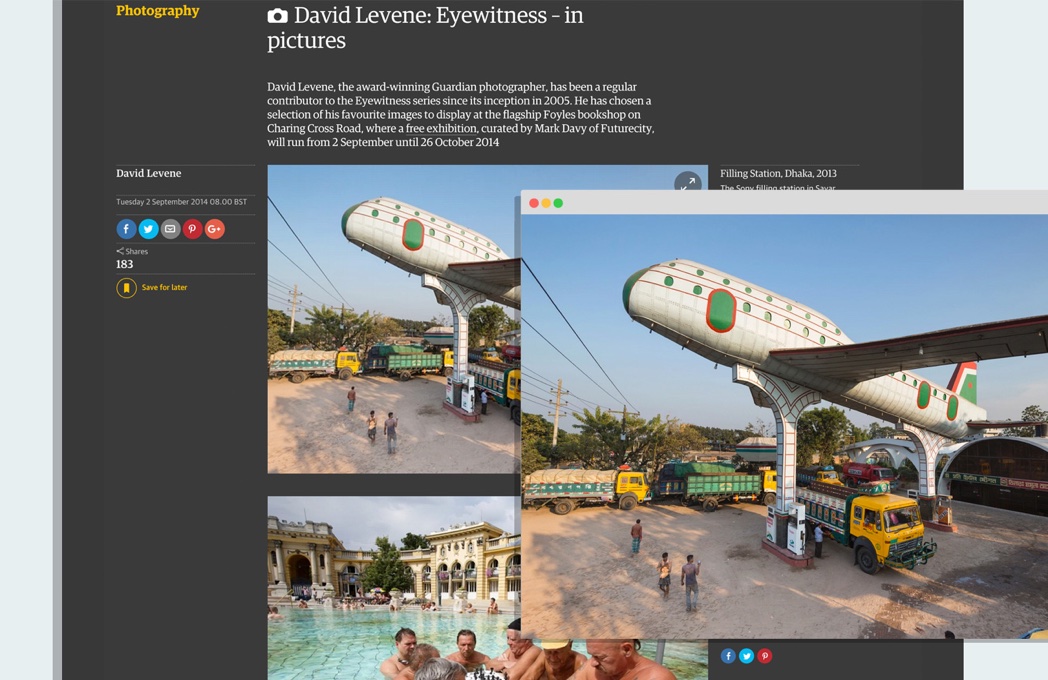 Photography
David Levene: Eyewitness – in
pictures
David Levene, the award-winning Guardian photographer, has been a regular
contributor to the Eyewitness series since its inception in 2005. He has chosen a
selection of his favourite images to display at the flagship Foyles bookshop on
Charing Cross Road, where a free exhibition, curated by Mark Davy of Futurecity,
will run from 2 September until 26 October 2014
David Levene
Tuesday 2 September 2014 08.00 BST
Shares
183
Save for later
Filling Station, Dhaka, 2013
The Sony filling station in Savar,